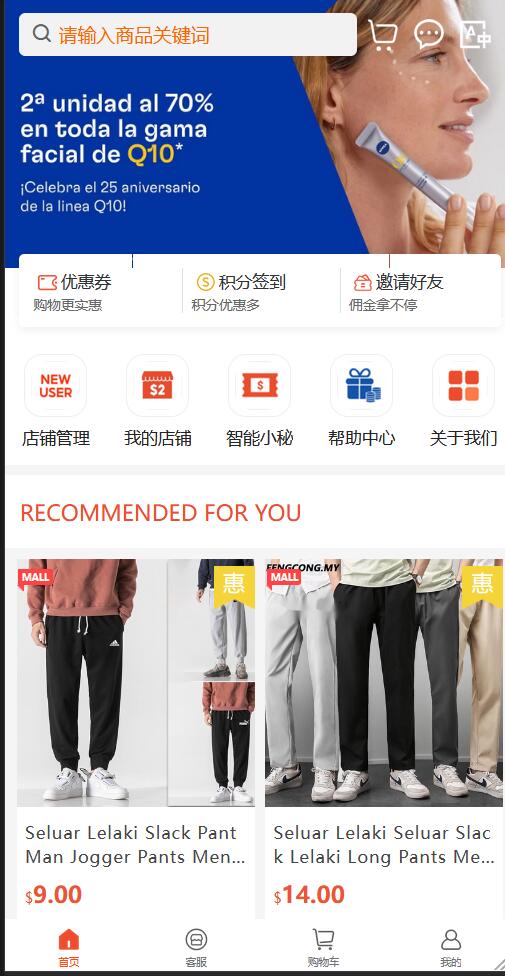 请输入商品关键词
A中
2ª unidad al 70%
en toda la gama
facial de Q10*
¡Celebra el 25 aniversario
de la linea Q10!
NIVEA
优惠券
购物更实惠
积分签到
积分优惠多
邀请好友
佣金拿不停
NEW
USER
$2
$
店铺管理
我的店铺
智能小秘
帮助中心
关于我们
RECOMMENDED FOR YOU
MALL
惠
FENGCONG.MY
MALL
惠
Seluar Lelaki Slack Pant
Man Jogger Pants Men...
$9.00
Seluar Lelaki Seluar Slac
k Lelaki Long Pants Me...
$14.00
首页
客服
购物车
我的